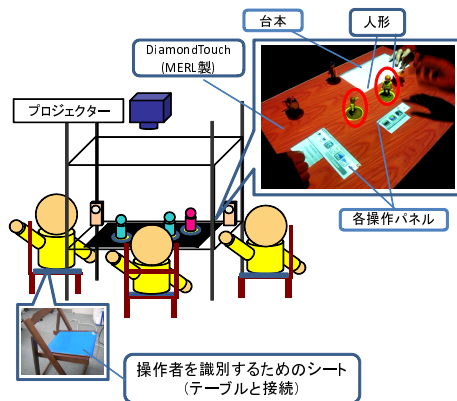 台本
人形
DiamondTouch
(MERL製)
プロジェクター
各操作パネル
操作者を識別するためのシート
(テーブルと接続)